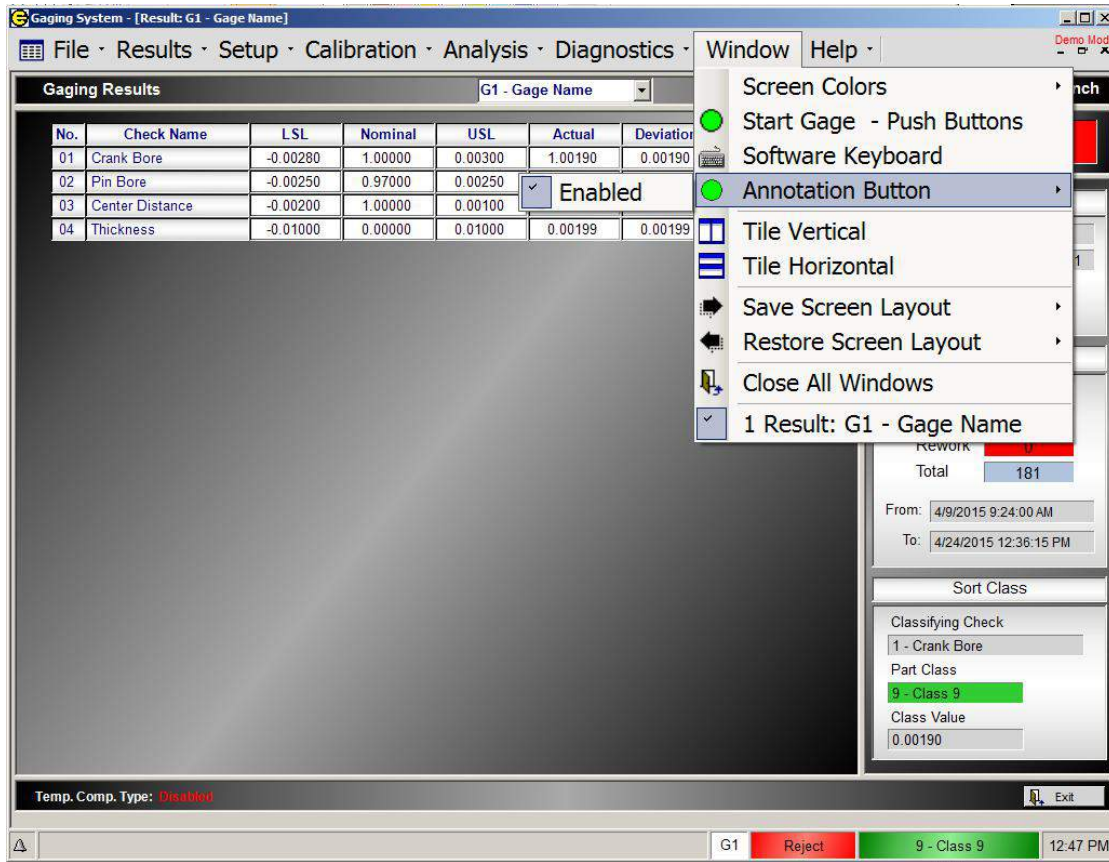 Gaging System - [Result: G1 - Gage Name]
File Results Setup Calibration Analysis Diagnostics Window Help
Demo Mod
Gaging Results G1 - Gage Name nch
No. Check Name LSL Nominal USL Actual Deviation
01 Crank Bore -0.00280 1.00000 0.00300 1.00190 0.00190
02 Pin Bore -0.00250 0.97000 0.00250
03 Center Distance -0.00200 1.00000 0.00100
04 Thickness -0.01000 0.00000 0.01000 0.00199 0.00199
Enabled
Screen Colors
Start Gage - Push Buttons
Software Keyboard
Annotation Button
Tile Vertical
Tile Horizontal
Save Screen Layout
Restore Screen Layout
Close All Windows
1 Result: G1 - Gage Name
1
Rework 0
Total 181
From: 4/9/2015 9:24:00 AM
To: 4/24/2015 12:36:15 PM
Sort Class
Classifying Check
1 - Crank Bore
Part Class
9 - Class 9
Class Value
0.00190
Temp. Comp. Type: Disabled
Exit
G1 Reject 9 - Class 9 12:47 PM